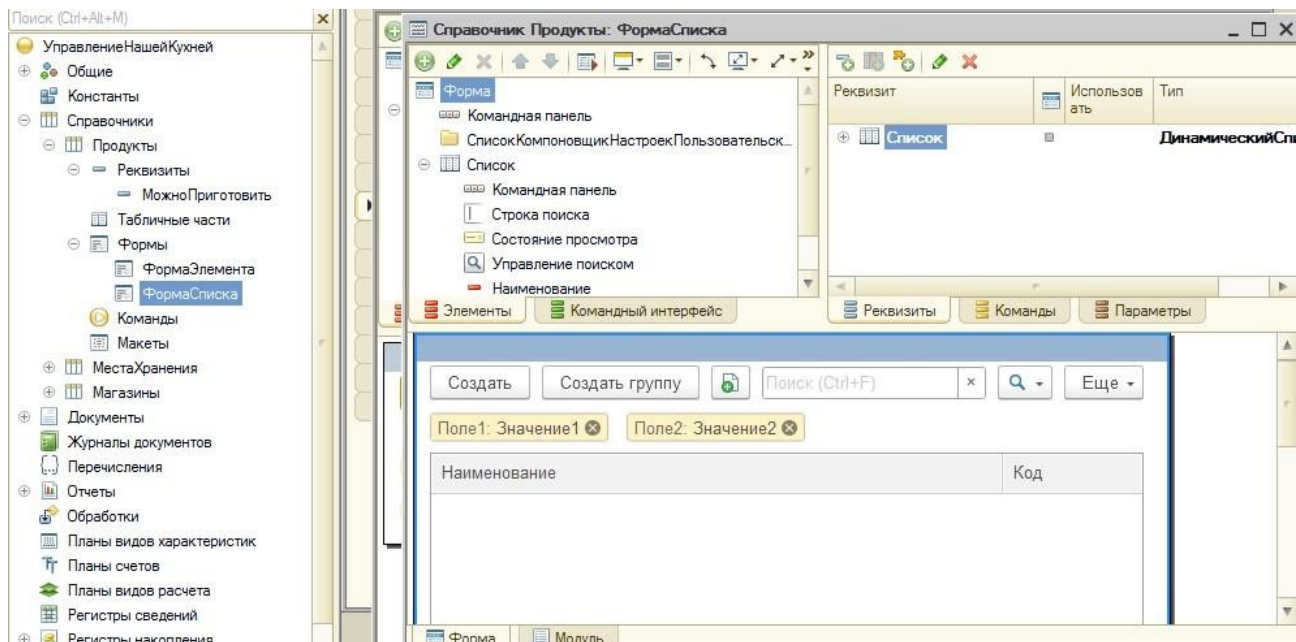 Поиск (Ctrl+Alt+M)
УправлениеНашейКухней
Общие
Константы
Справочники
Продукты
Реквизиты
МожноПриготовить
Табличные части
Формы
ФормаЭлемента
ФормаСписка
Команды
Макеты
МестаХранения
Магазины
Документы
Журналы документов
Перечисления
Отчеты
Обработки
Планы видов характеристик
Планы счетов
Планы видов расчета
Регистры сведений
Регистры накопления
Справочник Продукты: ФормаСписка
Форма
Командная панель
СписокКомпоновщикНастроекПользовательск...
Список
Командная панель
Строка поиска
Состояние просмотра
Управление поиском
Наименование
Элементы Командный интерфейс
Реквизит Использовать Тип
Список ДинамическийСпи
Реквизиты Команды Параметры
Создать Создать группу Поиск (Ctrl+F) × Еще
Поле1: Значение1 Поле2: Значение2
Наименование Код
Форма Модуль